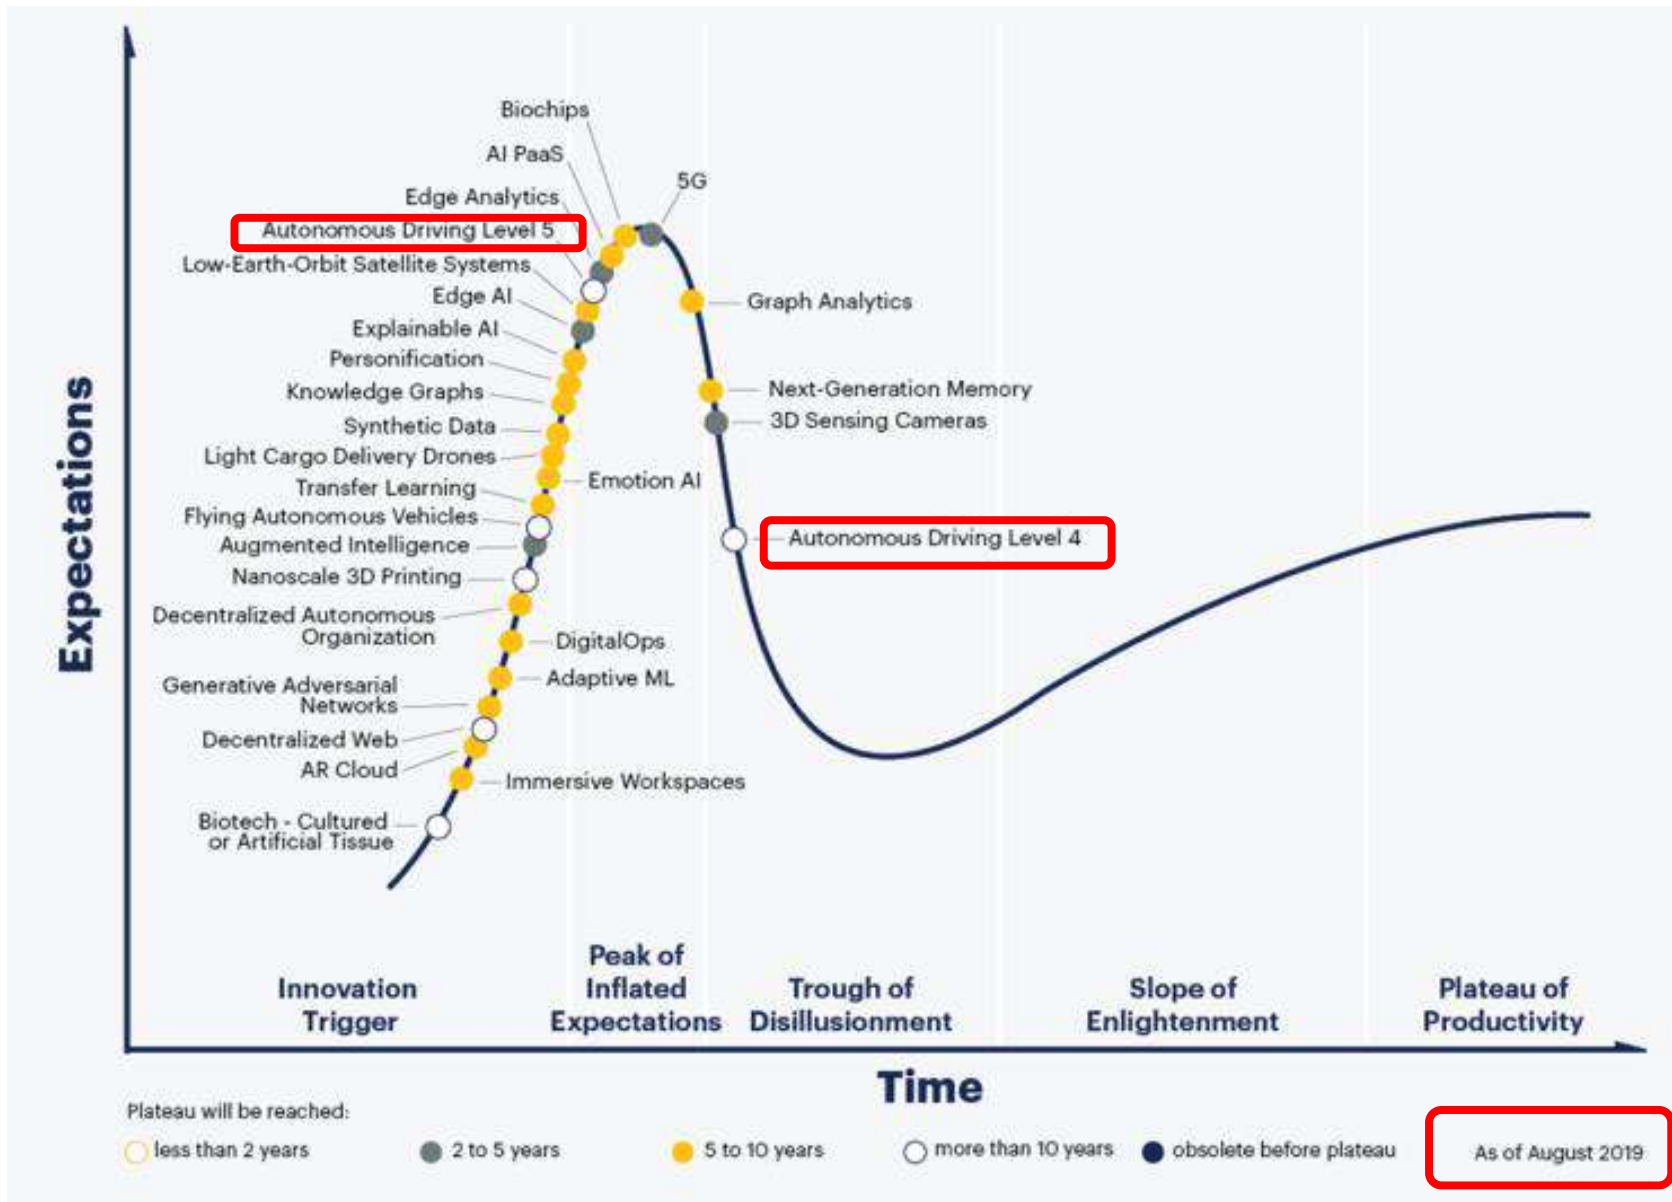 Biochips
AI PaaS
5G
Edge Analytics
Autonomous Driving Level 5
Low-Earth-Orbit Satellite Systems
Edge AI
Graph Analytics
Explainable AI
Personification
Knowledge Graphs
Next-Generation Memory
Synthetic Data
3D Sensing Cameras
Light Cargo Delivery Drones
Emotion AI
Transfer Learning
Flying Autonomous Vehicles
Autonomous Driving Level 4
Augmented Intelligence
Nanoscale 3D Printing
Decentralized Autonomous
Organization
DigitalOps
Generative Adversarial
Networks
Adaptive ML
Decentralized Web
AR Cloud
Immersive Workspaces
Biotech - Cultured
or Artificial Tissue
Expectations
Innovation
Trigger
Peak of
Inflated
Expectations
Trough of
Disillusionment
Slope of
Enlightenment
Plateau of
Productivity
Time
Plateau will be reached:
less than 2 years
2 to 5 years
5 to 10 years
more than 10 years
obsolete before plateau
As of August 2019